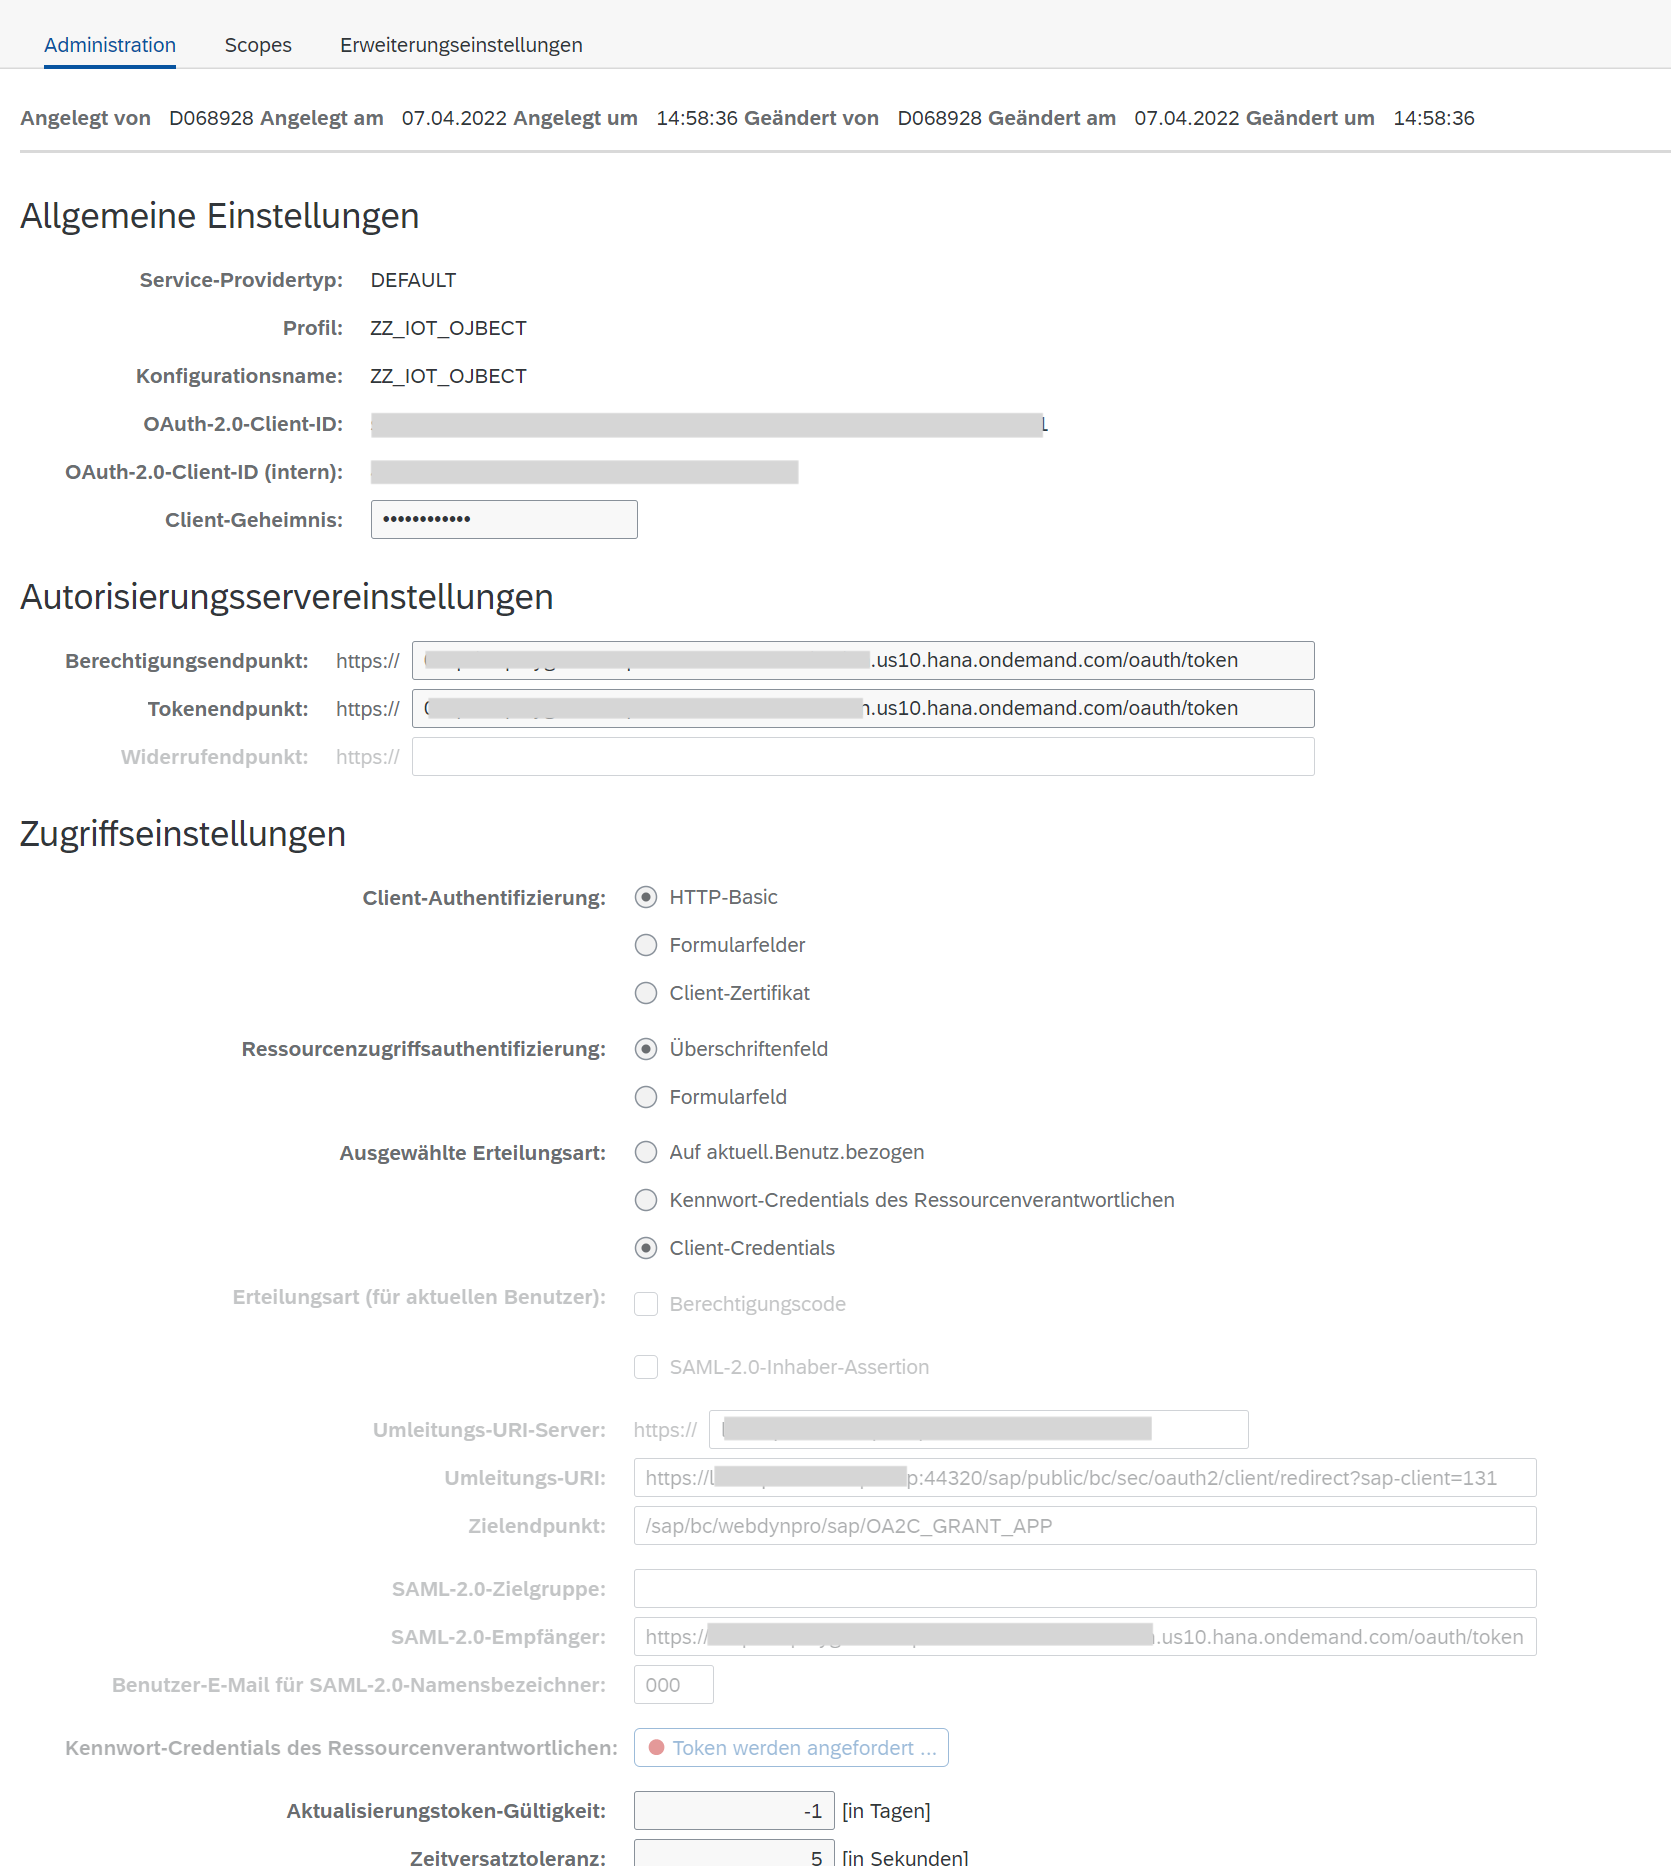 Administration Scopes Erweiterungseinstellungen
Angelegt von D068928 Angelegt am 07.04.2022 Angelegt um 14:58:36 Geändert von D068928 Geändert am 07.04.2022 Geändert um 14:58:36
Allgemeine Einstellungen
Service-Providertyp: DEFAULT
Profil: ZZ_IOT_OJBECT
Konfigurationsname: ZZ_IOT_OJBECT
OAuth-2.0-Client-ID:
OAuth-2.0-Client-ID (intern):
Client-Geheimnis: ••••••••••••
Autorisierungsservereinstellungen
Berechtigungsendpunkt: https:// .us10.hana.ondemand.com/oauth/token
Tokenendpunkt: https:// .us10.hana.ondemand.com/oauth/token
Widerrufendpunkt: https://
Zugriffseinstellungen
Client-Authentifizierung: HTTP-Basic
Formularfelder
Client-Zertifikat
Ressourcenzugriffsauthentifizierung: Überschriftenfeld
Formularfeld
Ausgewählte Erteilungsart: Auf aktuell.Benutz.bezogen
Kennwort-Credentials des Ressourcenverantwortlichen
Client-Credentials
Erteilungsart (für aktuellen Benutzer): Berechtigungscode
SAML-2.0-Inhaber-Assertion
Umleitungs-URI-Server: https://
Umleitungs-URI: https://l p:44320/sap/public/bc/sec/oauth2/client/redirect?sap-client=131
Zielendpunkt: /sap/bc/webdynpro/sap/OA2C_GRANT_APP
SAML-2.0-Zielgruppe:
SAML-2.0-Empfänger: https:// .us10.hana.ondemand.com/oauth/token
Benutzer-E-Mail für SAML-2.0-Namensbezeichner: 000
Kennwort-Credentials des Ressourcenverantwortlichen: Token werden angefordert ...
Aktualisierungstoken-Gültigkeit: -1 [in Tagen]
Zeitversatztoleranz: 5 [in Sekunden]